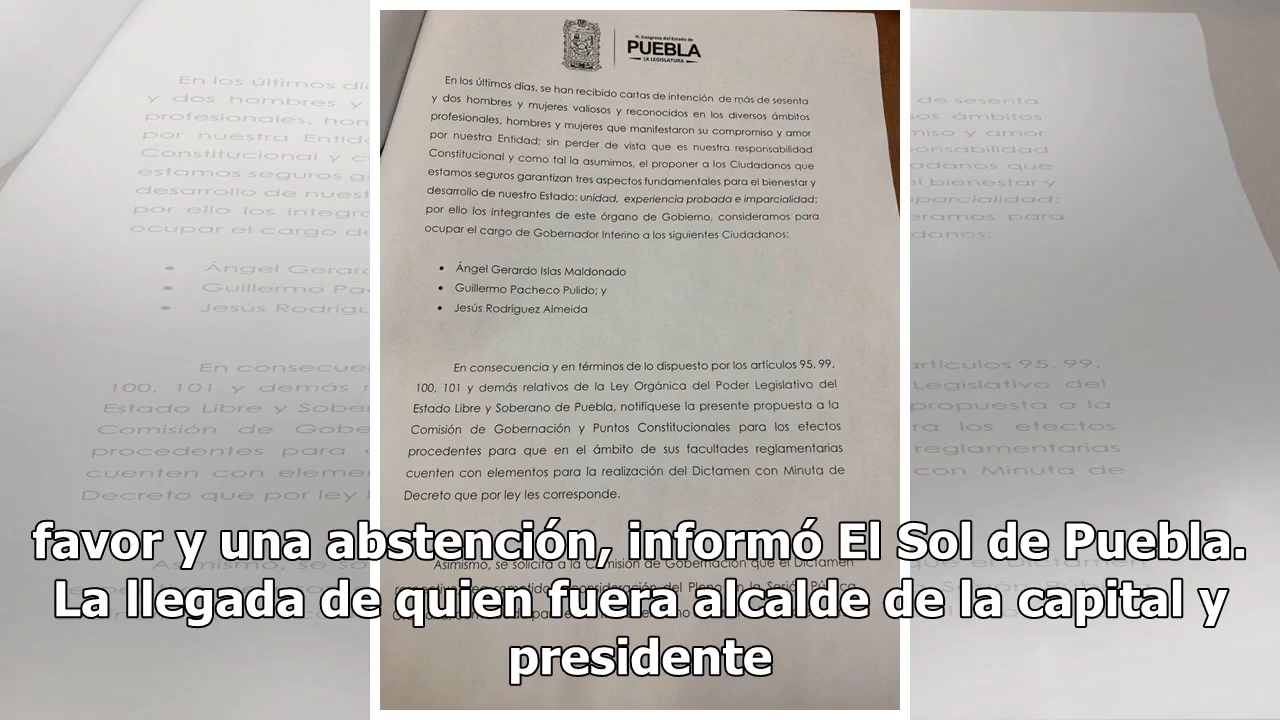 H. Congreso del Estado de
PUEBLA
LX LEGISLATURA
En los últimos días, se han recibido cartas de intención de más de sesenta
y dos hombres y mujeres valiosos y reconocidos en los diversos ámbitos
profesionales, hombres y mujeres que manifestaron su compromiso y amor
por nuestra Entidad; sin perder de vista que es nuestra responsabilidad
Constitucional y como tal la asumimos, el proponer a los Ciudadanos que
estamos seguros garantizan tres aspectos fundamentales para el bienestar y
desarrollo de nuestro Estado: unidad, experiencia probada e imparcialidad;
por ello los integrantes de este órgano de Gobierno, consideramos para
ocupar el cargo de Gobernador Interino a los siguientes Ciudadanos:
• Ángel Gerardo Islas Maldonado
• Guillermo Pacheco Pulido; y
• Jesús Rodríguez Almeida
En consecuencia y en términos de lo dispuesto por los artículos 95, 99,
100, 101 y demás relativos de la Ley Orgánica del Poder Legislativo del
Estado Libre y Soberano de Puebla, notifíquese la presente propuesta a la
Comisión de Gobernación y Puntos Constitucionales para los efectos
procedentes para que en el ámbito de sus facultades reglamentarias
cuenten con elementos para la realización del Dictamen con Minuta de
Decreto que por ley les corresponde.
Asimismo, se solicita a la Comisión de Gobernación que el Dictamen
favor y una abstención, informó El Sol de Puebla.
La llegada de quien fuera alcalde de la capital y
presidente